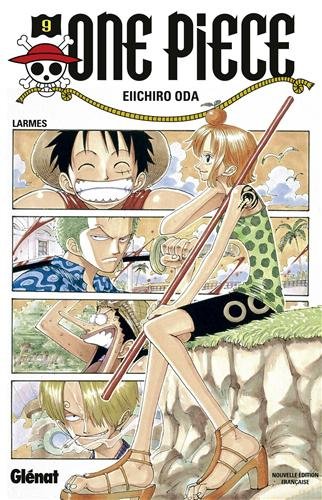 9
ONE PIECE
EIICHIRO ODA
LARMES
Glénat
NOUVELLE ÉDITION
FRANÇAISE